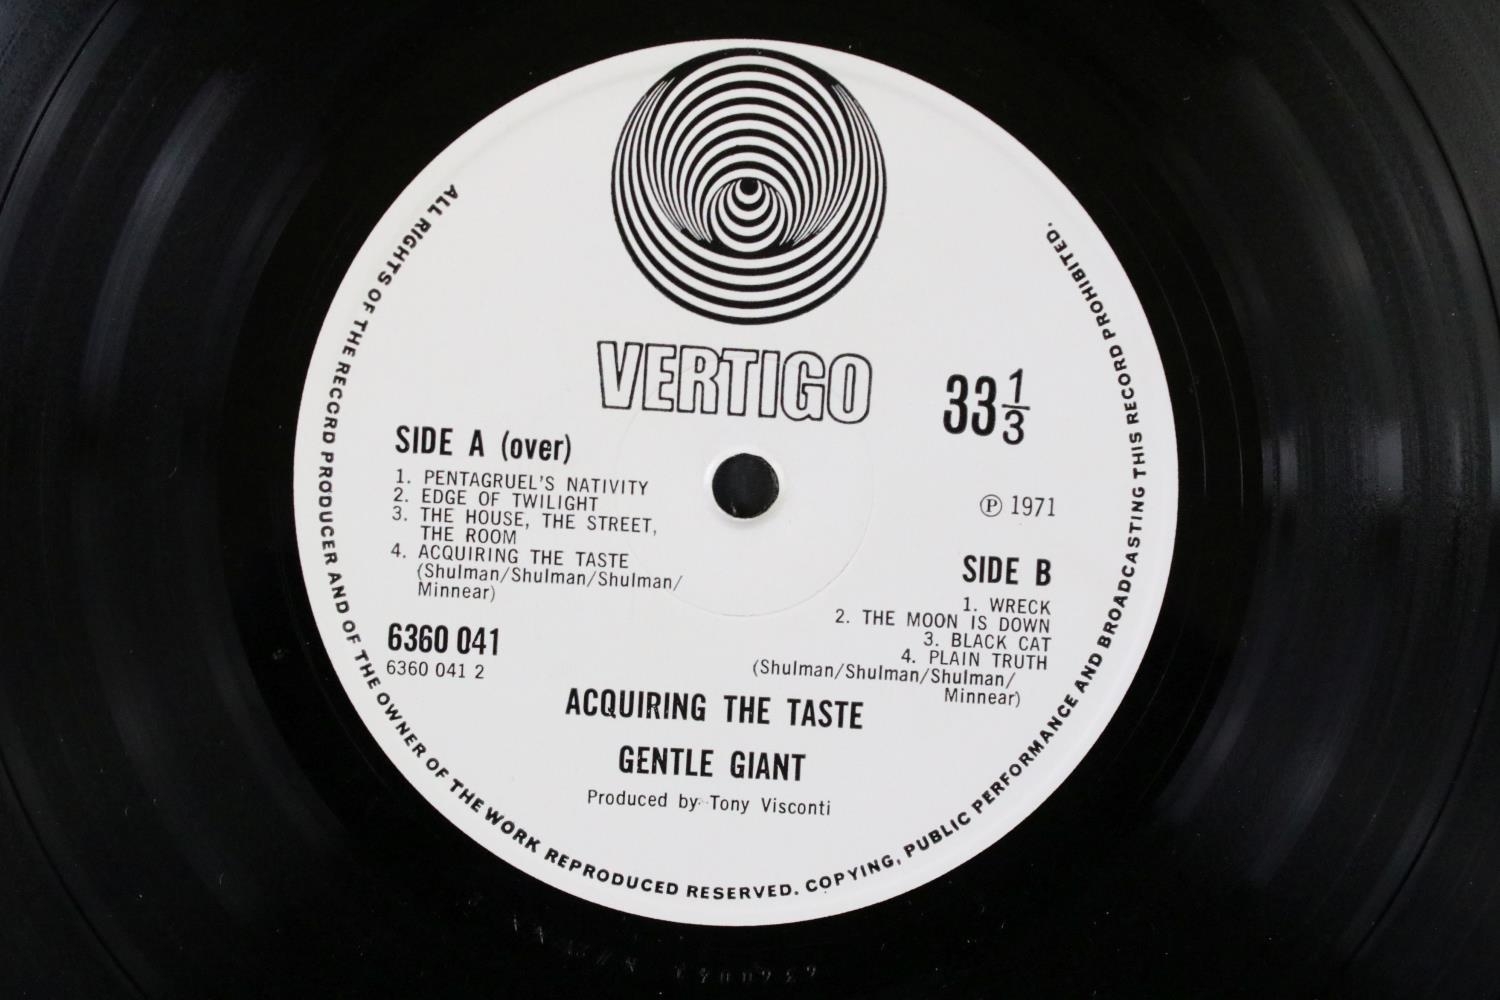 VERTIGO
33 1/3
SIDE A (over)
1. PENTAGRUEL'S NATIVITY
2. EDGE OF TWILIGHT
3. THE HOUSE, THE STREET,
THE ROOM
4. ACQUIRING THE TASTE
(Shulman/Shulman/Shulman/
Minnear)
6360 041
6360 041 2
Ⓟ 1971
SIDE B
1. WRECK
2. THE MOON IS DOWN
3. BLACK CAT
4. PLAIN TRUTH
(Shulman/Shulman/Shulman/
Minnear)
ACQUIRING THE TASTE
GENTLE GIANT
Produced by Tony Visconti
ALL RIGHTS OF THE RECORD PRODUCER AND OF THE OWNER OF THE WORK REPRODUCED RESERVED. COPYING, PUBLIC PERFORMANCE AND BROADCASTING THIS RECORD PROHIBITED.